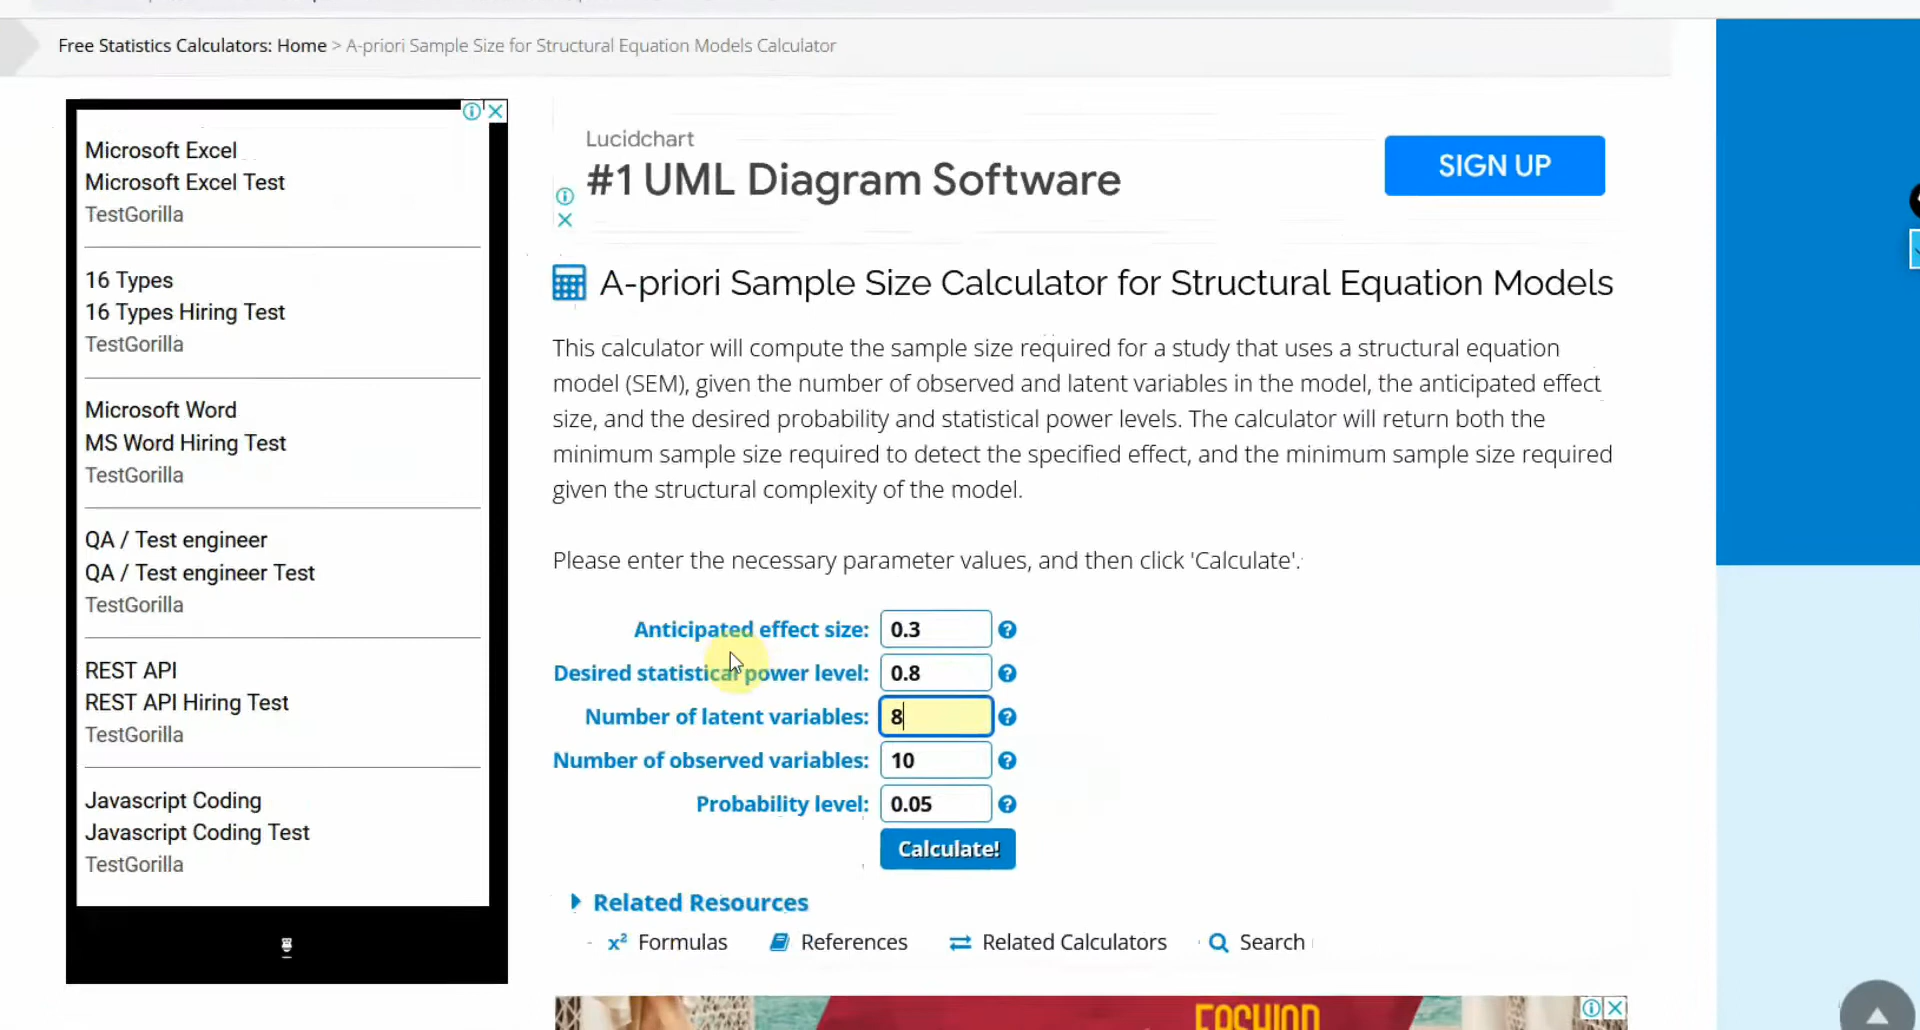 Free Statistics Calculators: Home > A-priori Sample Size for Structural Equation Models Calculator
Microsoft Excel
Microsoft Excel Test
TestGorilla
16 Types
16 Types Hiring Test
TestGorilla
Microsoft Word
MS Word Hiring Test
TestGorilla
QA / Test engineer
QA / Test engineer Test
TestGorilla
REST API
REST API Hiring Test
TestGorilla
Javascript Coding
Javascript Coding Test
TestGorilla
Lucidchart
#1 UML Diagram Software
SIGN UP
A-priori Sample Size Calculator for Structural Equation Models
This calculator will compute the sample size required for a study that uses a structural equation
model (SEM), given the number of observed and latent variables in the model, the anticipated effect
size, and the desired probability and statistical power levels. The calculator will return both the
minimum sample size required to detect the specified effect, and the minimum sample size required
given the structural complexity of the model.
Please enter the necessary parameter values, and then click 'Calculate'.
Anticipated effect size: 0.3
Desired statistical power level: 0.8
Number of latent variables: 8
Number of observed variables: 10
Probability level: 0.05
Calculate!
Related Resources
x² Formulas References Related Calculators Search
FASHION